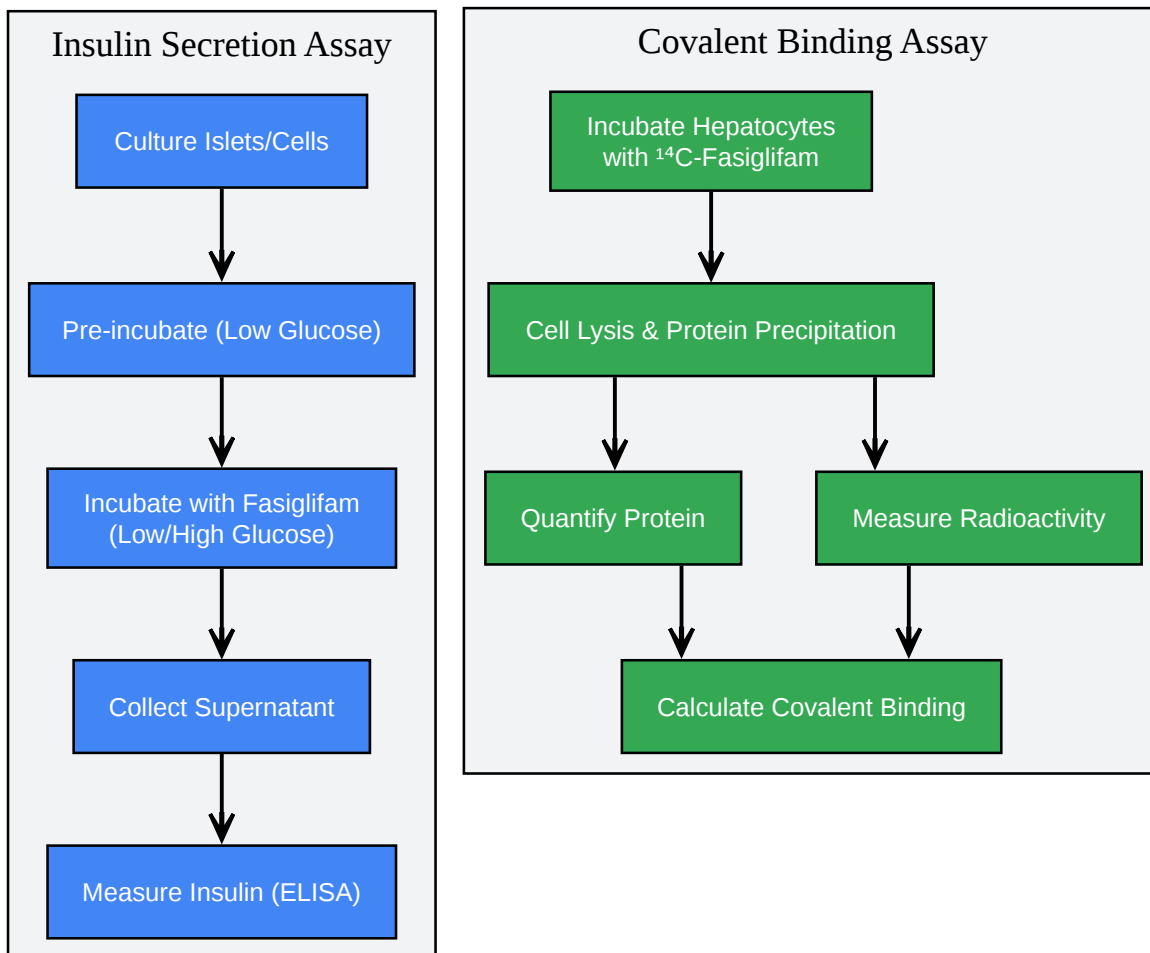 Insulin Secretion Assay
Culture Islets/Cells
Pre-incubate (Low Glucose)
Incubate with Fasiglifam
(Low/High Glucose)
Collect Supernatant
Measure Insulin (ELISA)
Covalent Binding Assay
Incubate Hepatocytes
with ¹⁴C-Fasiglifam
Cell Lysis & Protein Precipitation
Quantify Protein
Measure Radioactivity
Calculate Covalent Binding